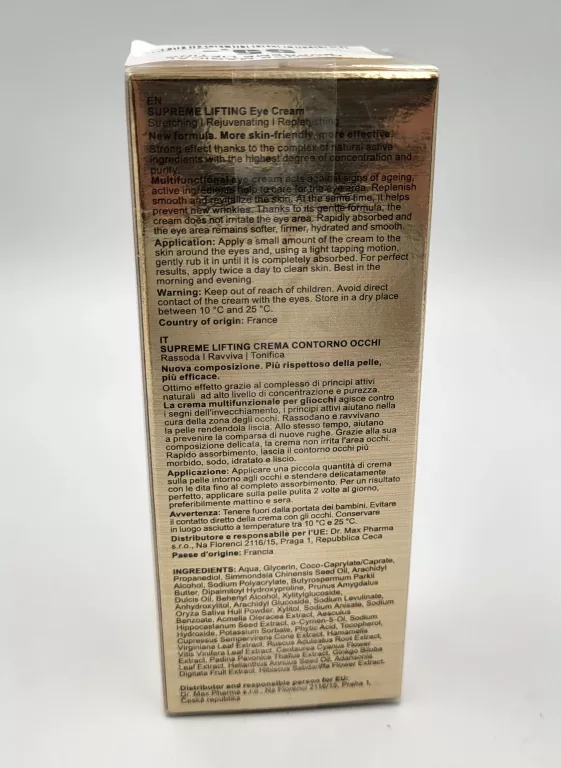 EN
SUPREME LIFTING Eye Cream
Stretching I Rejuvenating I Replenishing
New formula. More skin-friendly, more effective.
Strong effect thanks to the complex of natural active
ingredients with the highest degree of concentration and
purity.
Multifunctional eye cream acts against signs of ageing,
active ingredients help to care for the eye area. Replenish
smooth and revitalize the skin. At the same time, it helps
prevent new wrinkles. Thanks to its gentle formula, the
cream does not irritate the eye area. Rapidly absorbed and
the eye area remains softer, firmer, hydrated and smooth.
Application: Apply a small amount of the cream to the
skin around the eyes and, using a light tapping motion,
gently rub it in until it is completely absorbed. For perfect
results, apply twice a day to clean skin. Best in the
morning and evening.
Warning: Keep out of reach of children. Avoid direct
contact of the cream with the eyes. Store in a dry place
between 10 °C and 25 °C.
Country of origin: France
IT
SUPREME LIFTING CREMA CONTORNO OCCHI
Rassoda I Ravviva | Tonifica
Nuova composizione. Più rispettoso della pelle,
più efficace.
Ottimo effetto grazie al complesso di principi attivi
naturali ad alto livello di concentrazione e purezza.
La crema multifunzionale per gliocchi agisce contro
i segni dell'invecchiamento, i principi attivi aiutano nella
cura della zona degli occhi. Rassodano e ravvivano
la pelle rendendola liscia. Allo stesso tempo, aiutano
a prevenire la comparsa di nuove rughe. Grazie alla sua
composizione delicata, la crema non irrita l'area occhi.
Rapido assorbimento, lascia il contorno occhi più
morbido, sodo, idratato e liscio.
Applicazione: Applicare una piccola quantità di crema
sulla pelle intorno agli occhi e stendere delicatamente
con le dita fino al completo assorbimento. Per un risultato
perfetto, applicare sulla pelle pulita 2 volte al giorno,
preferibilmente mattino e sera.
Avvertenza: Tenere fuori dalla portata dei bambini. Evitare
il contatto diretto della crema con gli occhi. Conservare
in luogo asciutto a temperatura tra 10 °C e 25 °C.
Distributore e responsabile per l'UE: Dr. Max Pharma
s.r.o., Na Florenci 2116/15, Praga 1, Repubblica Ceca
Paese d'origine: Francia
INGREDIENTS: Aqua, Glycerin, Coco-Caprylate/Caprate,
Propanediol, Simmondsia Chinensis Seed Oil, Arachidyl
Alcohol, Sodium Polyacrylate, Butyrospermum Parkii
Butter, Dipalmitoyl Hydroxyproline, Prunus Amygdalus
Dulcis Oil, Behenyl Alcohol, Xylitylglucoside,
Anhydroxylitol, Arachidyl Glucoside, Sodium Levulinate,
Oryza Sativa Hull Powder, Xylitol, Sodium Anisate, Sodium
Benzoate, Acmella Oleracea Extract, Aesculus
Hippocastanum Seed Extract, o-Cymen-5-Ol, Sodium
Hydroxide, Potassium Sorbate, Phytic Acid, Tocopherol,
Cupressus Sempervirens Cone Extract, Hamamelis
Virginiana Leaf Extract, Ruscus Aculeatus Root Extract,
Vitis Vinifera Leaf Extract, Centaurea Cyanus Flower
Extract, Padina Pavonica Thallus Extract, Ginkgo Biloba
Leaf Extract, Helianthus Annuus Seed Oil, Adansonia
Digitata Fruit Extract, Hibiscus Sabdariffa Flower Extract.
Distributor and responsible person for EU:
Dr. Max Pharma s.r.o., Na Florenci 2116/15, Praha 1,
Česká republika